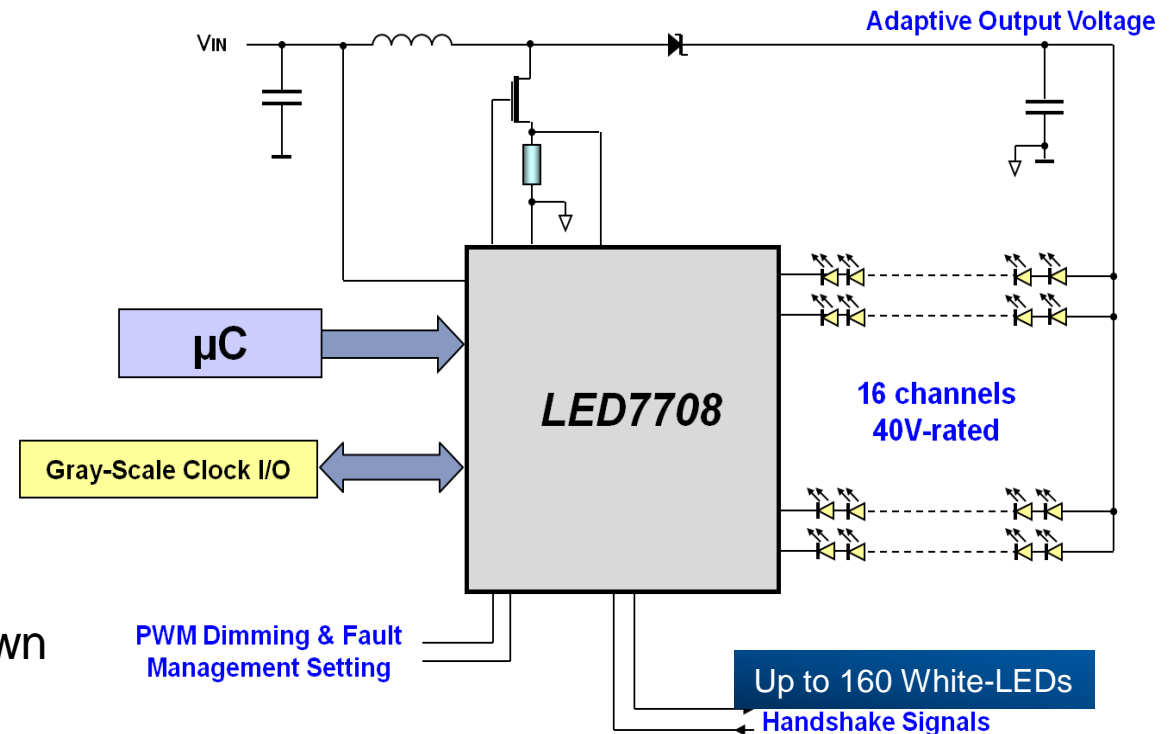 Adaptive Output Voltage
VIN
µC
LED7708
16 channels
40V-rated
Gray-Scale Clock I/O
wn
PWM Dimming & Fault
Management Setting
Up to 160 White-LEDs
Handshake Signals